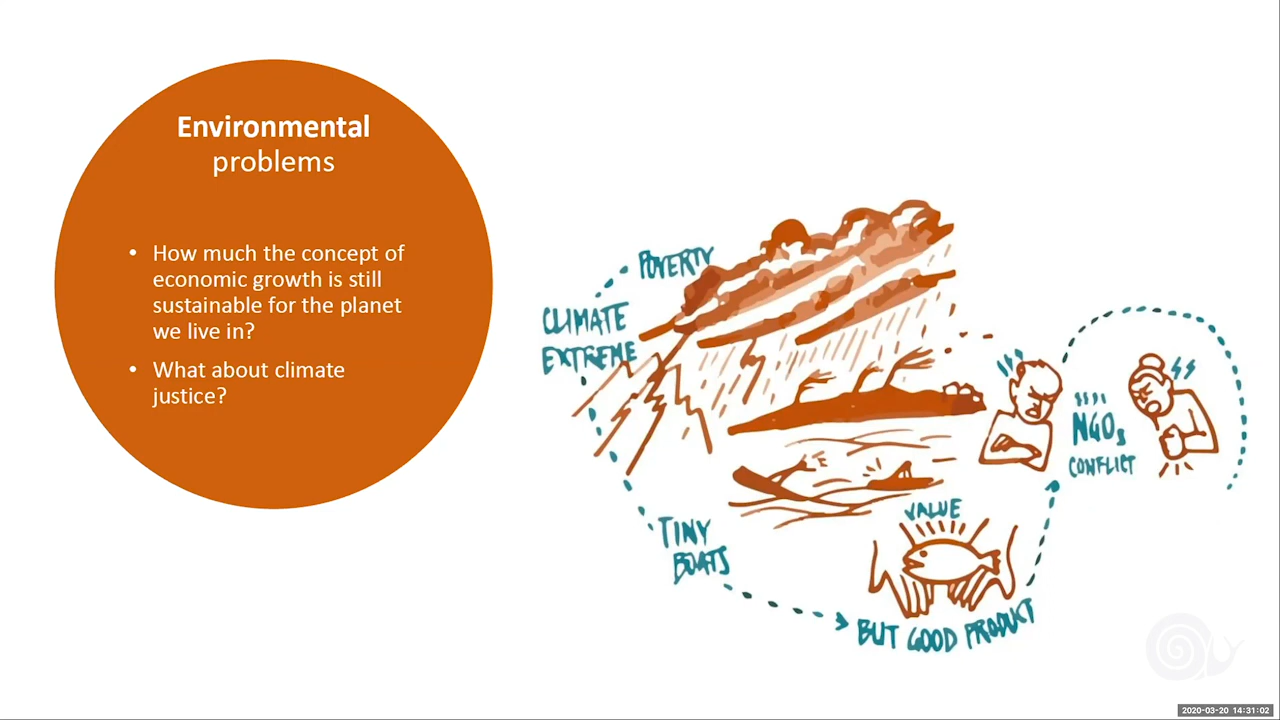 Environmental
problems
• How much the concept of
economic growth is still
sustainable for the planet
we live in?
• What about climate
justice?
POVERTY
CLIMATE
EXTREME
TINY
BOATS
VALUE
BUT GOOD PRODUCT
NGOs
CONFLICT
2020-03-20 14:31:02